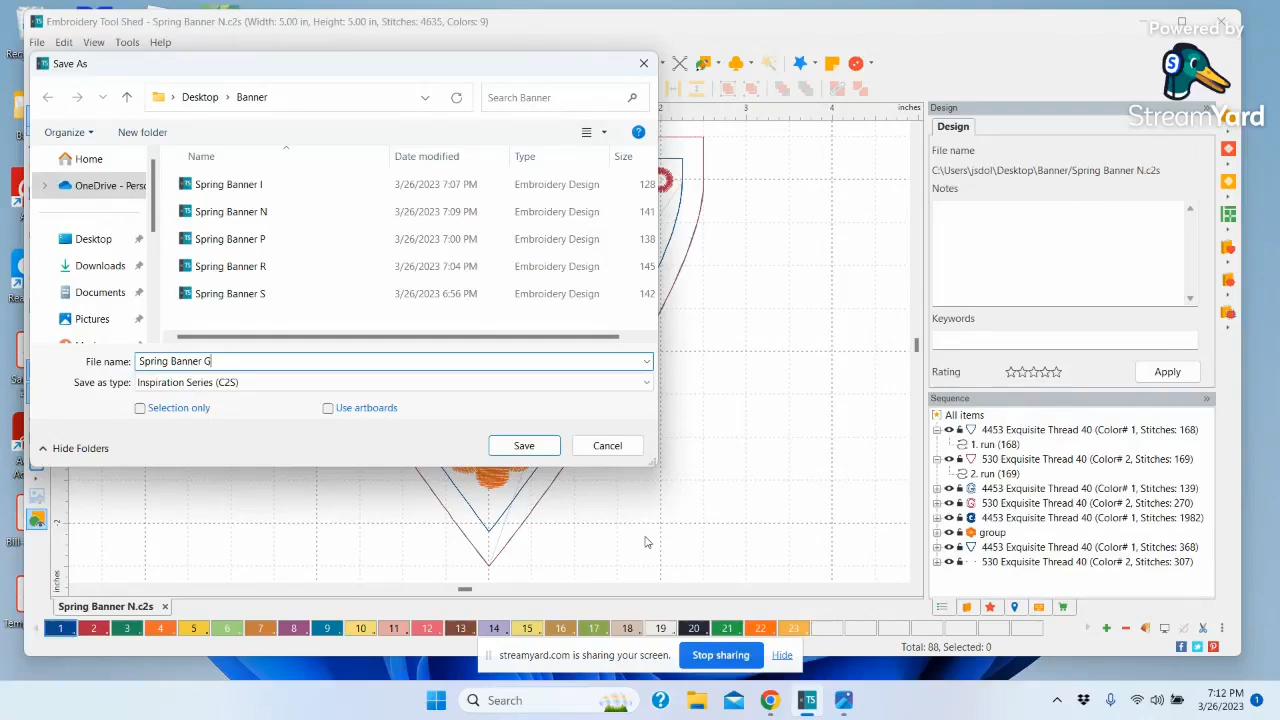 Embroidery Tool Shed - Spring Banner N.c2s (Width: 5.00 in, Height: 5.00 in, Stitches: 4635, Colors: 9)
Powered by
StreamYard
File Edit View Tools Help
Save As
Desktop > Banner
Search Banner
Organize
New folder
Name Date modified Type Size
Home
OneDrive - Perso
Desktop
Downloads
Documents
Pictures
Spring Banner I 3/26/2023 7:07 PM Embroidery Design 128
Spring Banner N 3/26/2023 7:09 PM Embroidery Design 141
Spring Banner P 3/26/2023 7:00 PM Embroidery Design 138
Spring Banner R 3/26/2023 7:04 PM Embroidery Design 145
Spring Banner S 3/26/2023 6:56 PM Embroidery Design 142
File name: Spring Banner G
Save as type: Inspiration Series (C2S)
Selection only
Use artboards
Hide Folders
Save
Cancel
2 3 4 inches
-2
inches
Design
Design
File name
C:\Users\jsdol\Desktop\Banner/Spring Banner N.c2s
Notes
Keywords
Rating
Apply
Sequence
All items
4453 Exquisite Thread 40 (Color# 1, Stitches: 168)
1. run (168)
530 Exquisite Thread 40 (Color# 2, Stitches: 169)
2. run (169)
4453 Exquisite Thread 40 (Color# 1, Stitches: 139)
530 Exquisite Thread 40 (Color# 2, Stitches: 270)
4453 Exquisite Thread 40 (Color# 1, Stitches: 1982)
group
4453 Exquisite Thread 40 (Color# 1, Stitches: 368)
530 Exquisite Thread 40 (Color# 2, Stitches: 307)
Spring Banner N.c2s
1 2 3 4 5 6 7 8 9 10 11 12 13 14 15 16 17 18 19 20 21 22 23
Total: 88, Selected: 0
streamyard.com is sharing your screen.
Stop sharing
Hide
Search
7:12 PM
3/26/2023
1